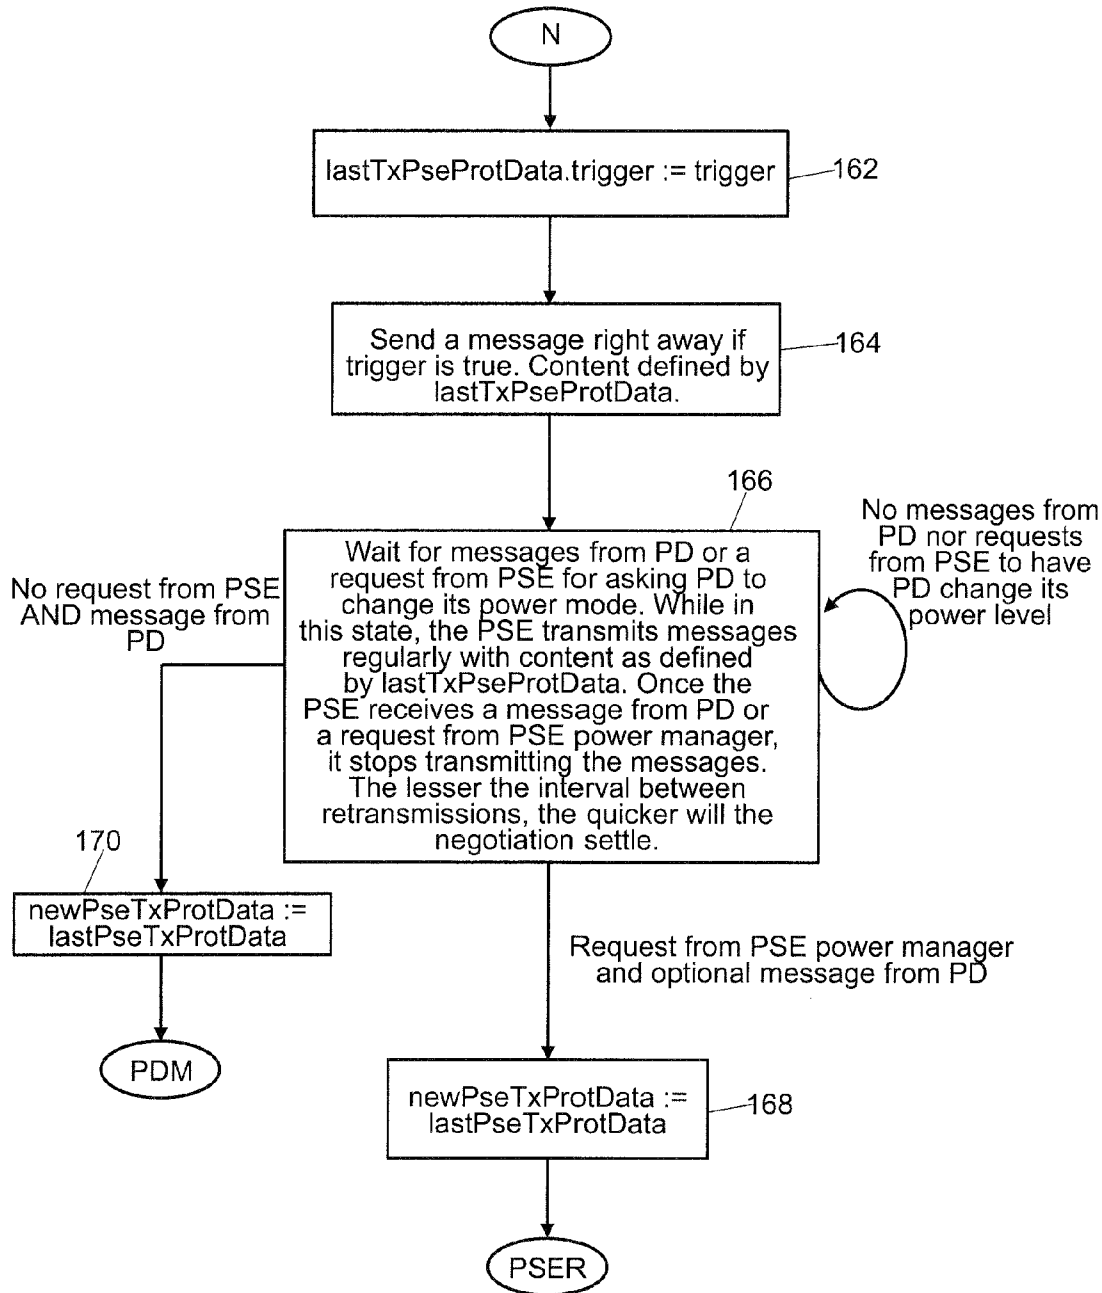 N
lastTxPseProtData.trigger := trigger
162
Send a message right away if
trigger is true. Content defined by
lastTxPseProtData.
164
166
Wait for messages from PD or a
request from PSE for asking PD to
change its power mode. While in
this state, the PSE transmits messages
regularly with content as defined
by lastTxPseProtData. Once the
PSE receives a message from PD or
a request from PSE power manager,
it stops transmitting the messages.
The lesser the interval between
retransmissions, the quicker will the
negotiation settle.
No messages from
PD nor requests
from PSE to have
PD change its
power level
No request from PSE
AND message from
PD
170
newPseTxProtData :=
lastPseTxProtData
PDM
Request from PSE power manager
and optional message from PD
newPseTxProtData :=
lastPseTxProtData
168
PSER